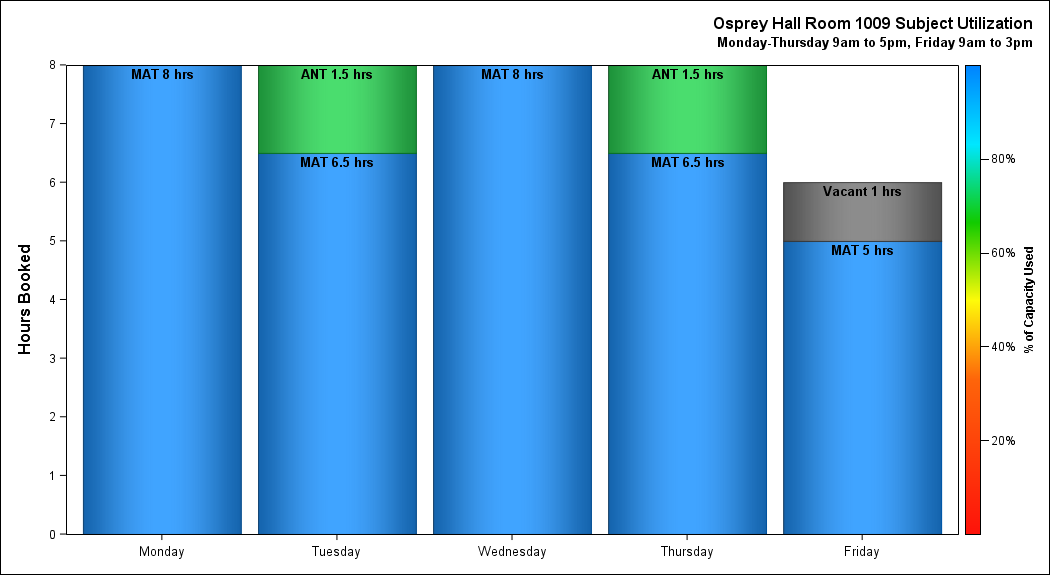 Osprey Hall Room 1009 Subject Utilization
Monday-Thursday 9am to 5pm, Friday 9am to 3pm
Hours Booked
8
7
6
5
4
3
2
1
0
MAT 8 hrs
ANT 1.5 hrs
MAT 6.5 hrs
MAT 8 hrs
ANT 1.5 hrs
MAT 6.5 hrs
Vacant 1 hrs
MAT 5 hrs
Monday
Tuesday
Wednesday
Thursday
Friday
80%
60%
40%
20%
% of Capacity Used